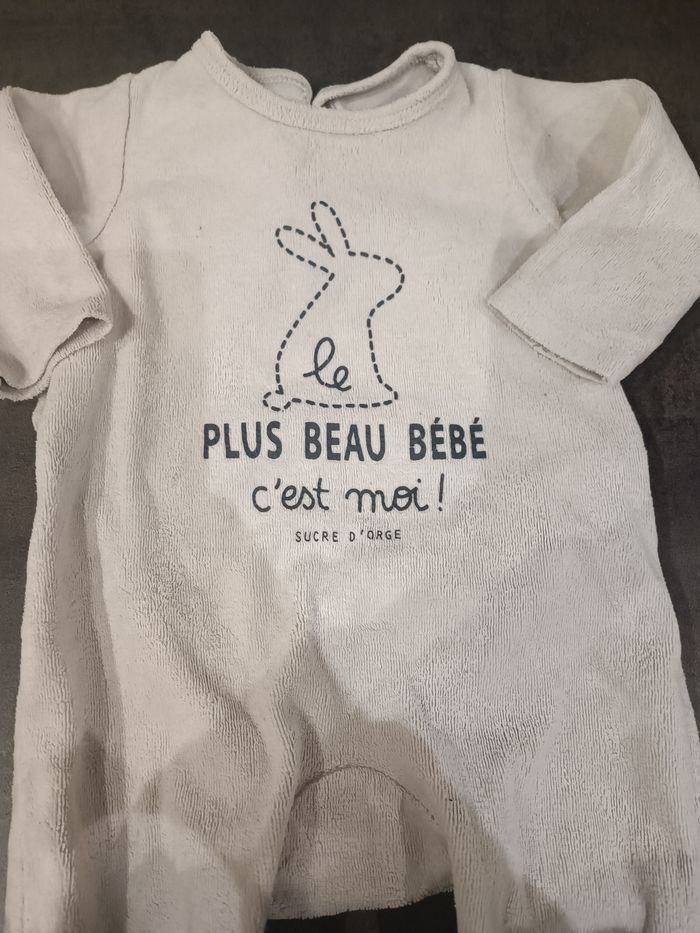 le
PLUS BEAU BÉBÉ
c'est moi!
SUCRE D'ORGE